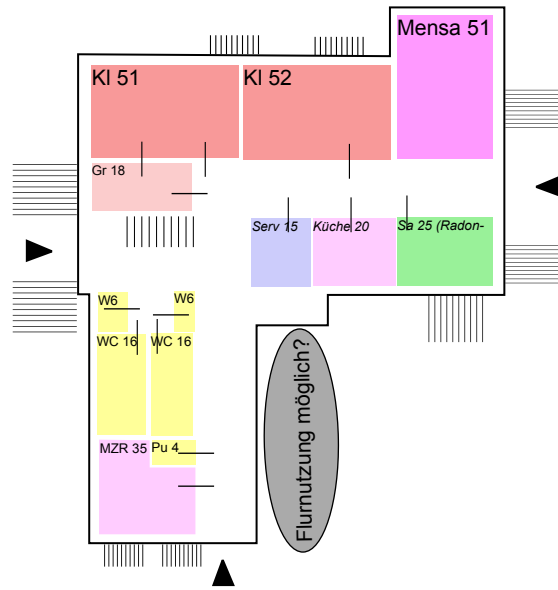 Mensa 51
Kl 51
Kl 52
Gr 18
Serv 15
Küche 20
Sa 25 (Radon-
W6
W6
WC 16
WC 16
MZR 35
Pu 4
Flurnutzung möglich?